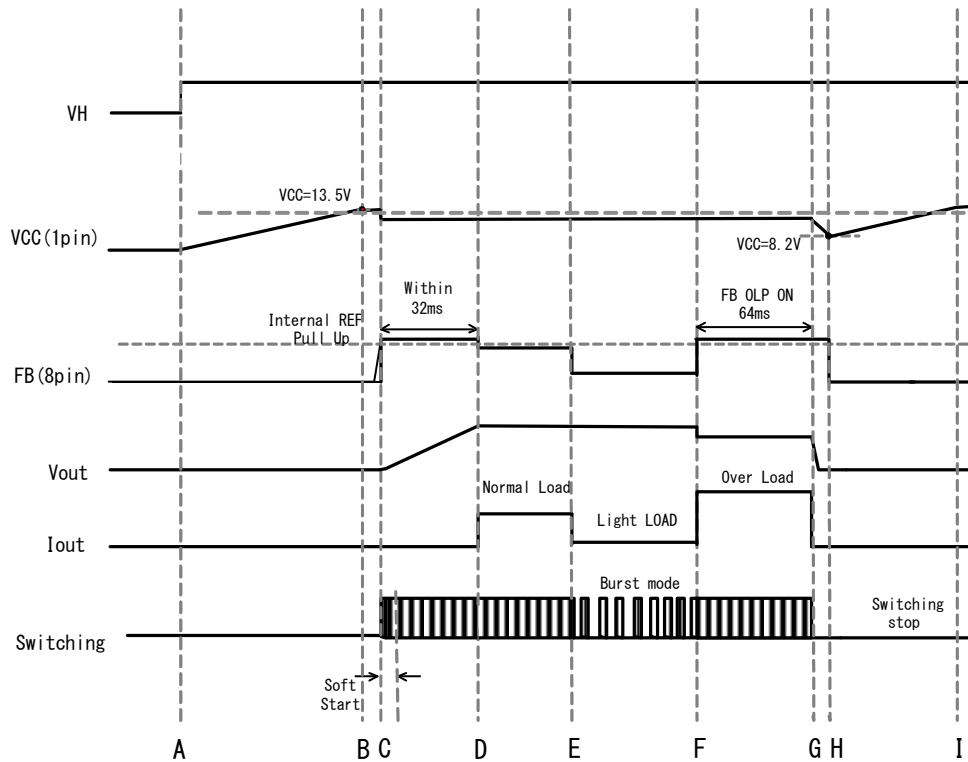 VH
VCC=13.5V
VCC(1pin)
VCC=8.2V
Within
32ms
FB OLP ON
64ms
Internal REF
Pull Up
FB(8pin)
Vout
Normal Load
Over Load
Light LOAD
Iout
Burst mode
Switching
stop
Switching
Soft
Start
A B C D E F G H I